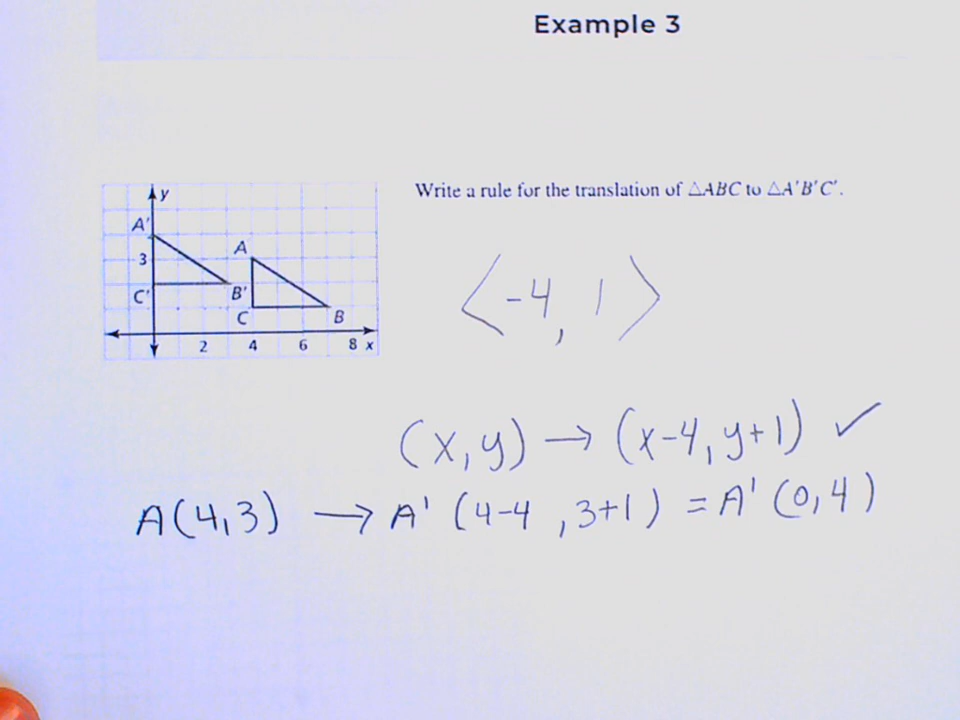 Example 3
Write a rule for the translation of △ABC to △A'B'C'.
y
A'
3
A
C'
B'
C
B
2 4 6 8 x
⟨-4, 1⟩
(x,y) → (x-4, y+1) ✓
A(4,3) → A' (4-4, 3+1) = A' (0,4)